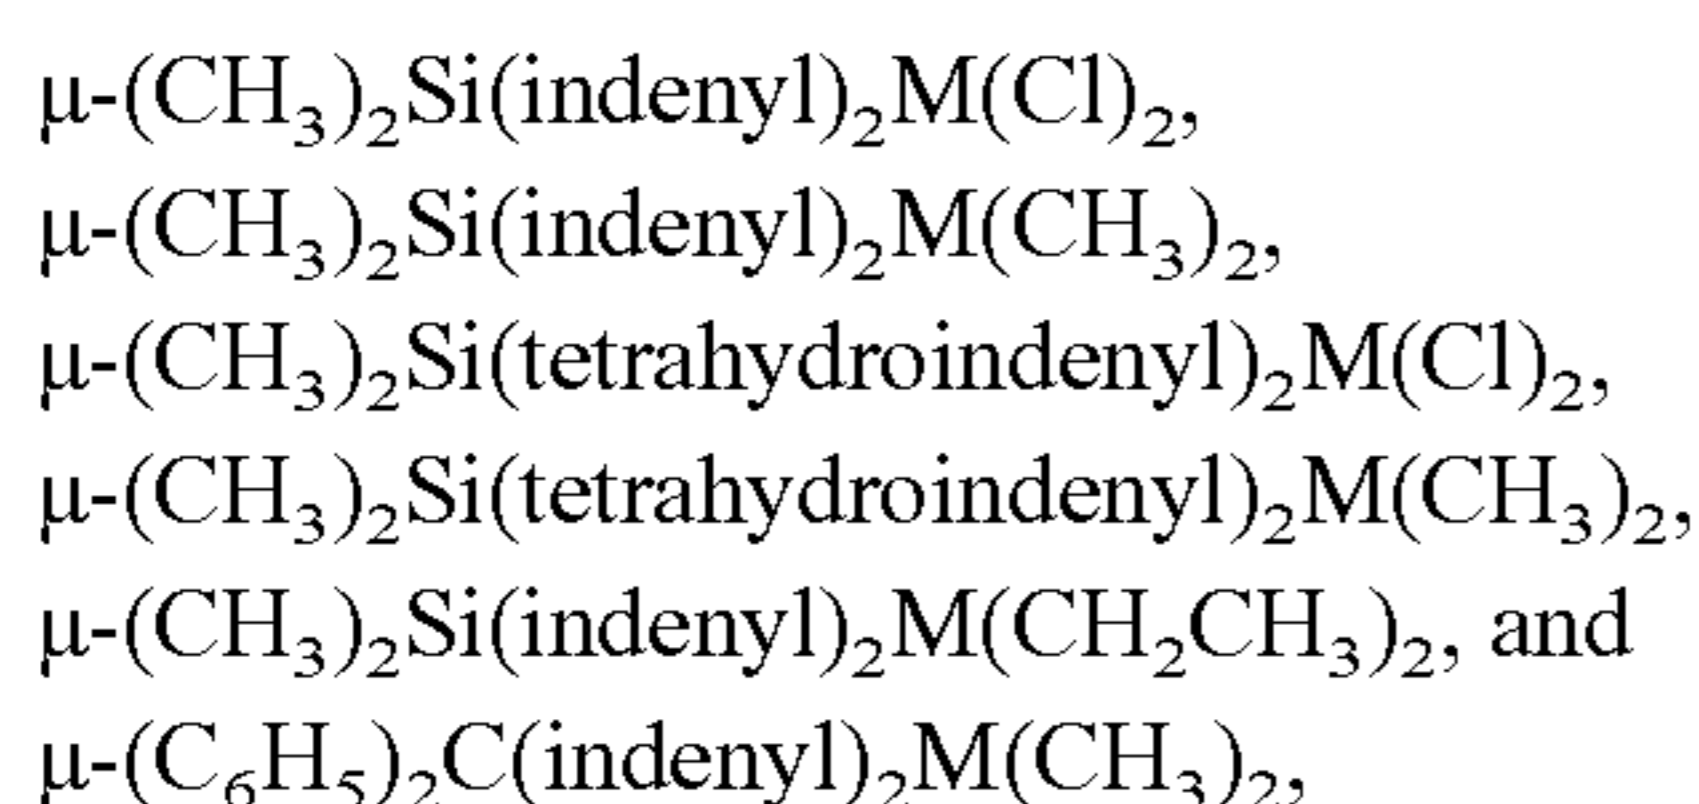 μ-(CH₃)₂Si(indenyl)₂M(Cl)₂,
μ-(CH₃)₂Si(indenyl)₂M(CH₃)₂,
μ-(CH₃)₂Si(tetrahydroindenyl)₂M(Cl)₂,
μ-(CH₃)₂Si(tetrahydroindenyl)₂M(CH₃)₂,
μ-(CH₃)₂Si(indenyl)₂M(CH₂CH₃)₂, and
μ-(C₆H₅)₂C(indenyl)₂M(CH₃)₂,